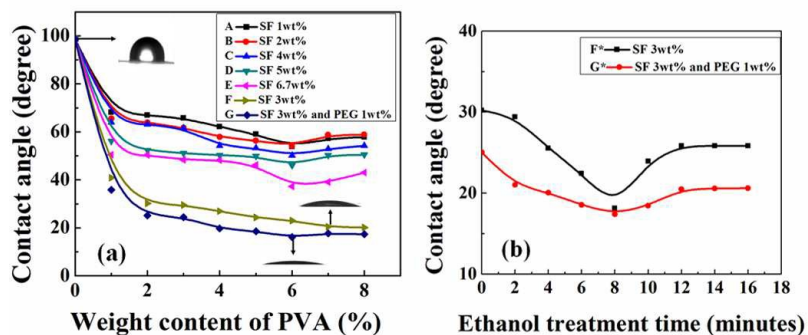 Contact angle (degree)
100
80
60
40
20
0
A SF 1wt%
B SF 2wt%
C SF 4wt%
D SF 5wt%
E SF 6.7wt%
F SF 3wt%
G SF 3wt% and PEG 1wt%
(a)
0 2 4 6 8
Weight content of PVA (%)
Contact angle (degree)
40
30
20
10
F* SF 3wt%
G* SF 3wt% and PEG 1wt%
(b)
0 2 4 6 8 10 12 14 16 18
Ethanol treatment time (minutes)